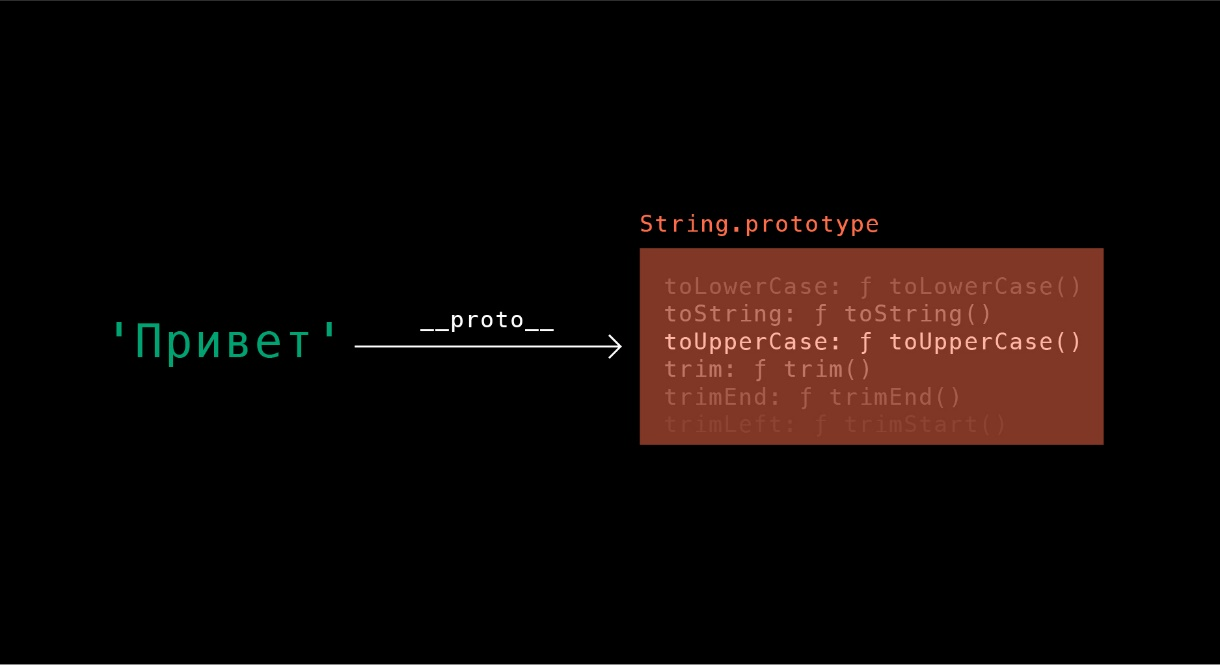 String.prototype
'Привет'
__proto__
toLowerCase: ƒ toLowerCase()
toString: ƒ toString()
toUpperCase: ƒ toUpperCase()
trim: ƒ trim()
trimEnd: ƒ trimEnd()
trimLeft: ƒ trimStart()